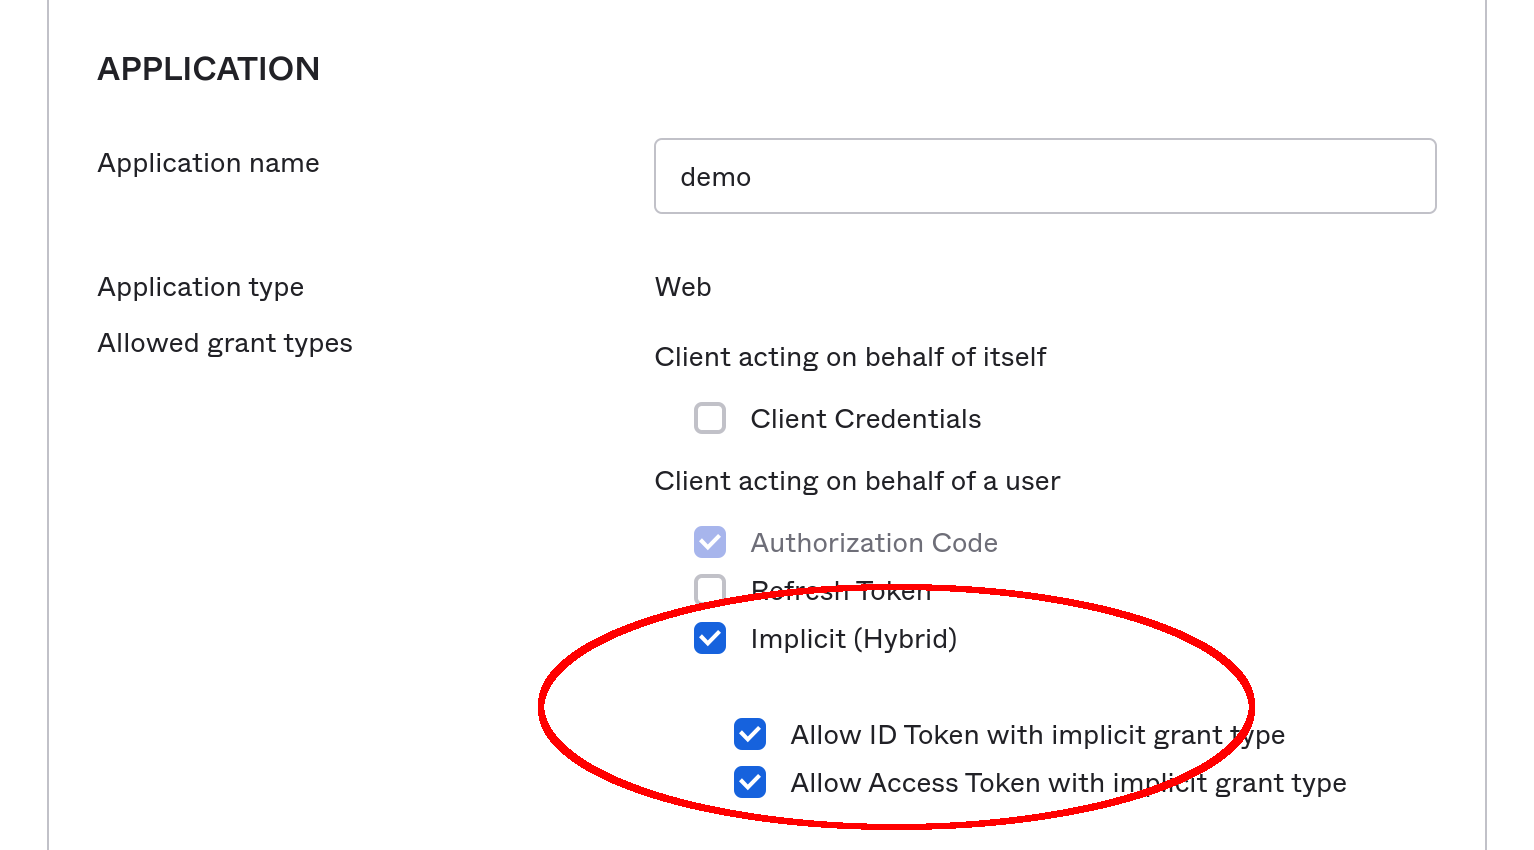 APPLICATION
Application name
demo
Application type
Web
Allowed grant types
Client acting on behalf of itself
Client Credentials
Client acting on behalf of a user
Authorization Code
Refresh Token
Implicit (Hybrid)
Allow ID Token with implicit grant type
Allow Access Token with implicit grant type